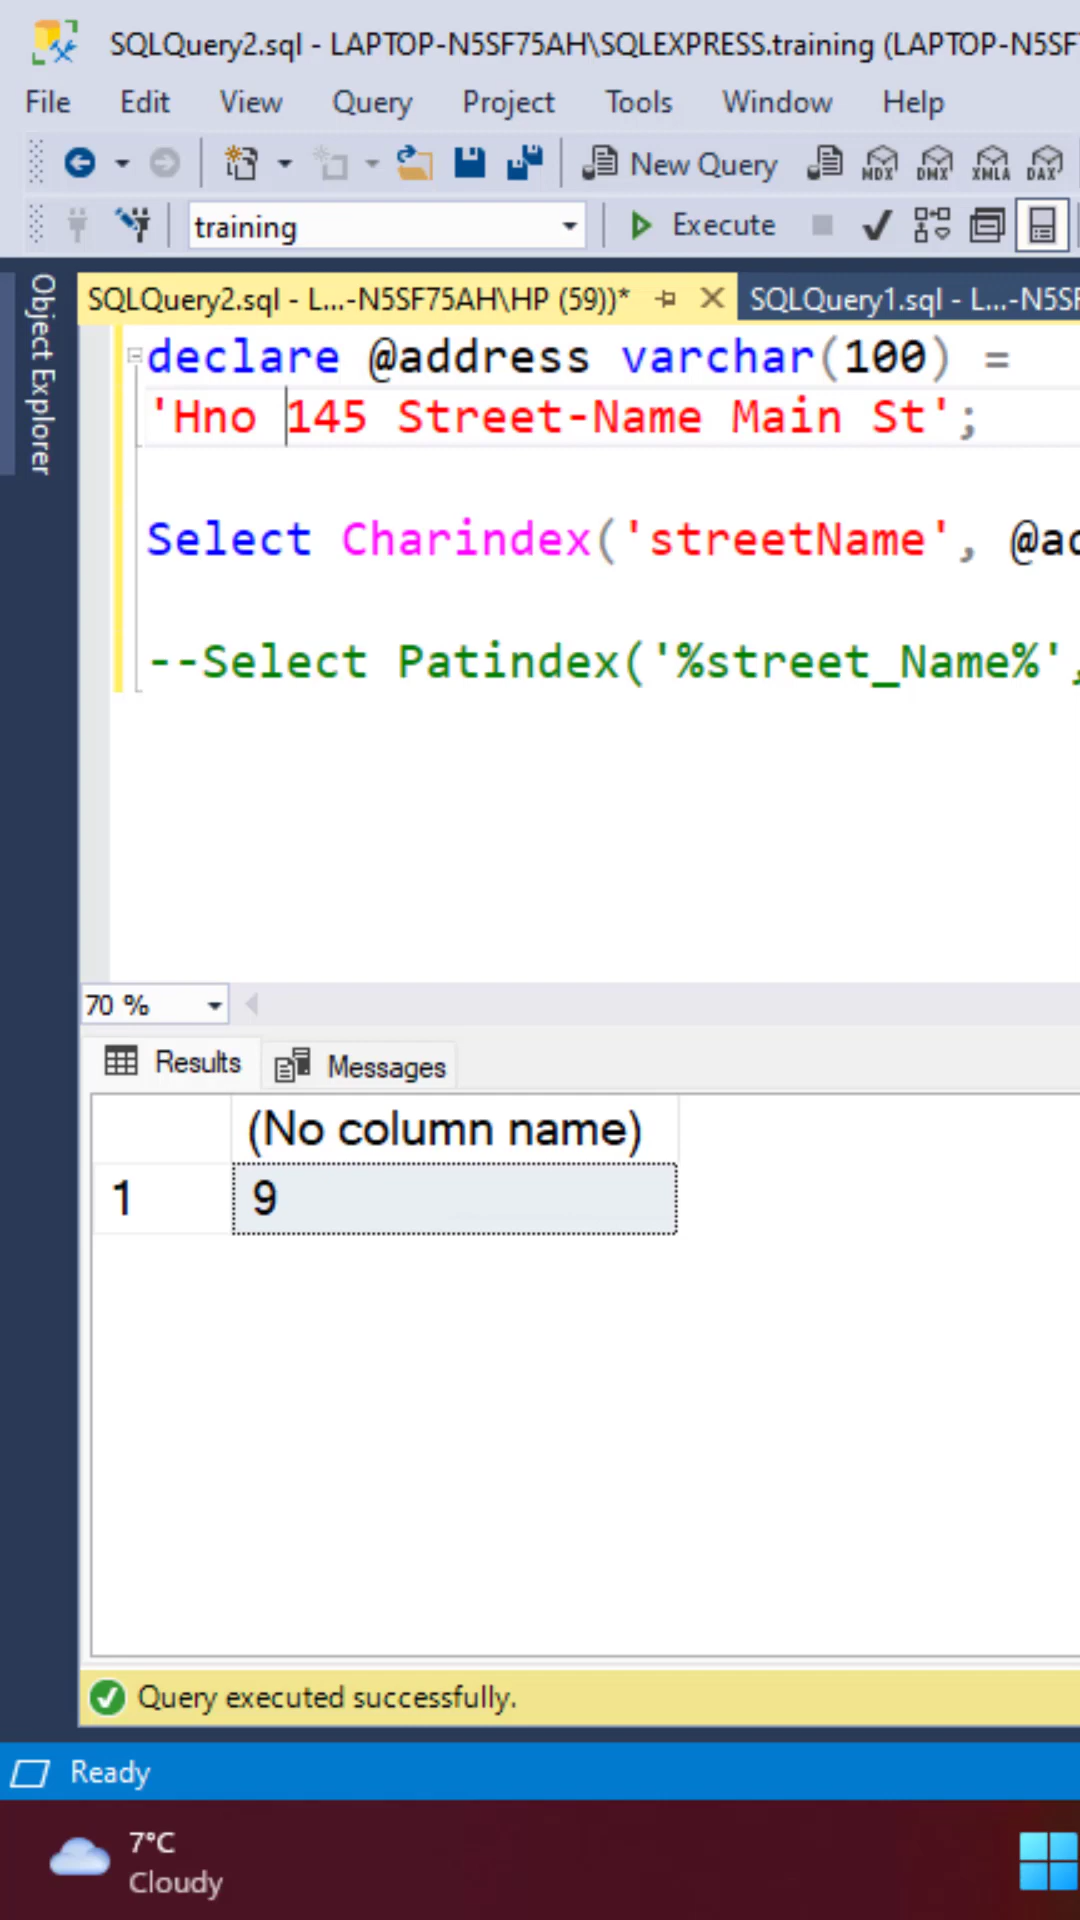 SQLQuery2.sql - LAPTOP-N5SF75AH\SQLEXPRESS.training (LAPTOP-N5SF
File Edit View Query Project Tools Window Help
New Query MDX DMX XMLA DAX
training Execute
Object Explorer
SQLQuery2.sql - L...-N5SF75AH\HP (59))* SQLQuery1.sql - L...-N5SF
declare @address varchar(100) =
'Hno 145 Street-Name Main St';
Select Charindex('streetName', @ad
--Select Patindex('%street_Name%',
70 %
Results Messages
(No column name)
1 9
Query executed successfully.
Ready
7°C
Cloudy